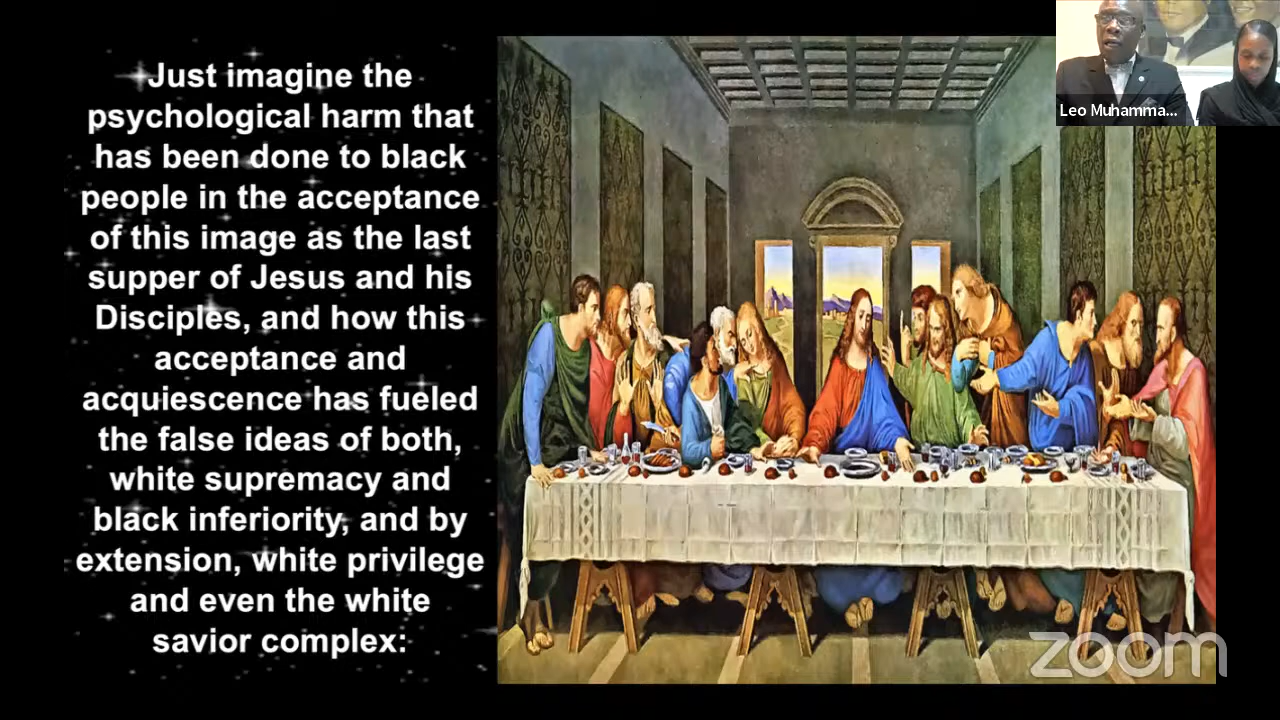 Just imagine the
psychological harm that
has been done to black
people in the acceptance
of this image as the last
supper of Jesus and his
Disciples, and how this
acceptance and
acquiescence has fueled
the false ideas of both,
white supremacy and
black inferiority, and by
extension, white privilege
and even the white
savior complex:
Leo Muhamma...
zoom